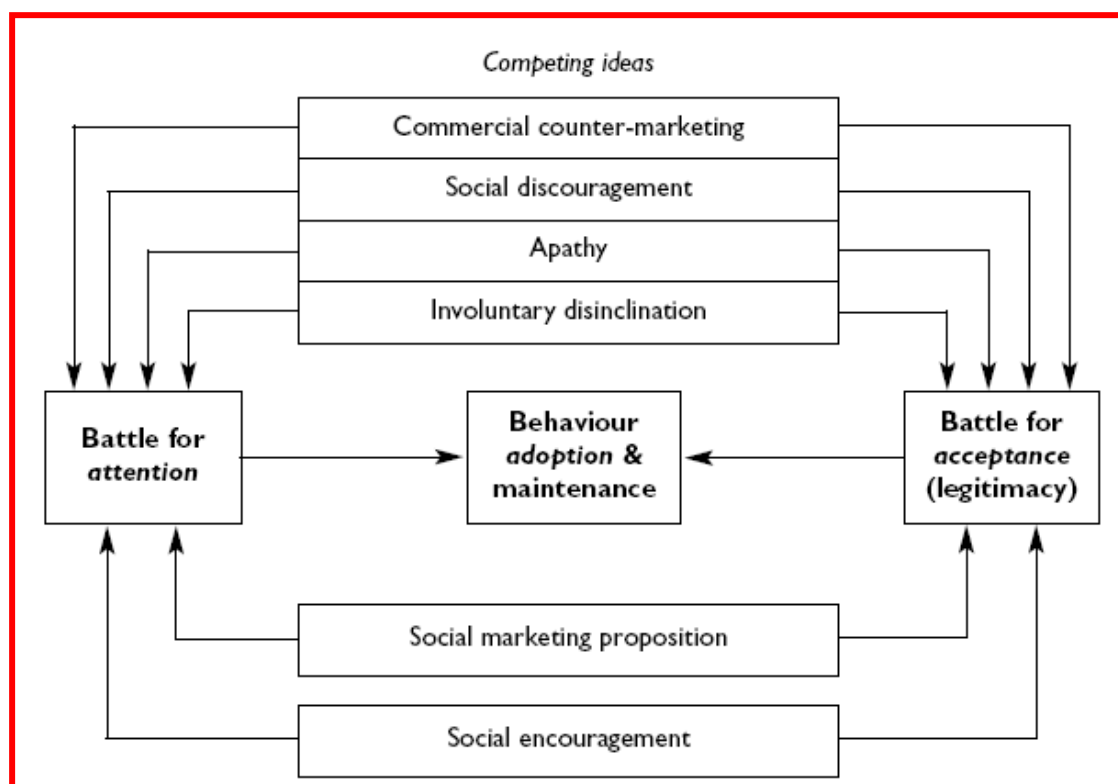 Competing ideas
Commercial counter-marketing
Social discouragement
Apathy
Involuntary disinclination
Battle for
attention
Behaviour
adoption &
maintenance
Battle for
acceptance
(legitimacy)
Social marketing proposition
Social encouragement